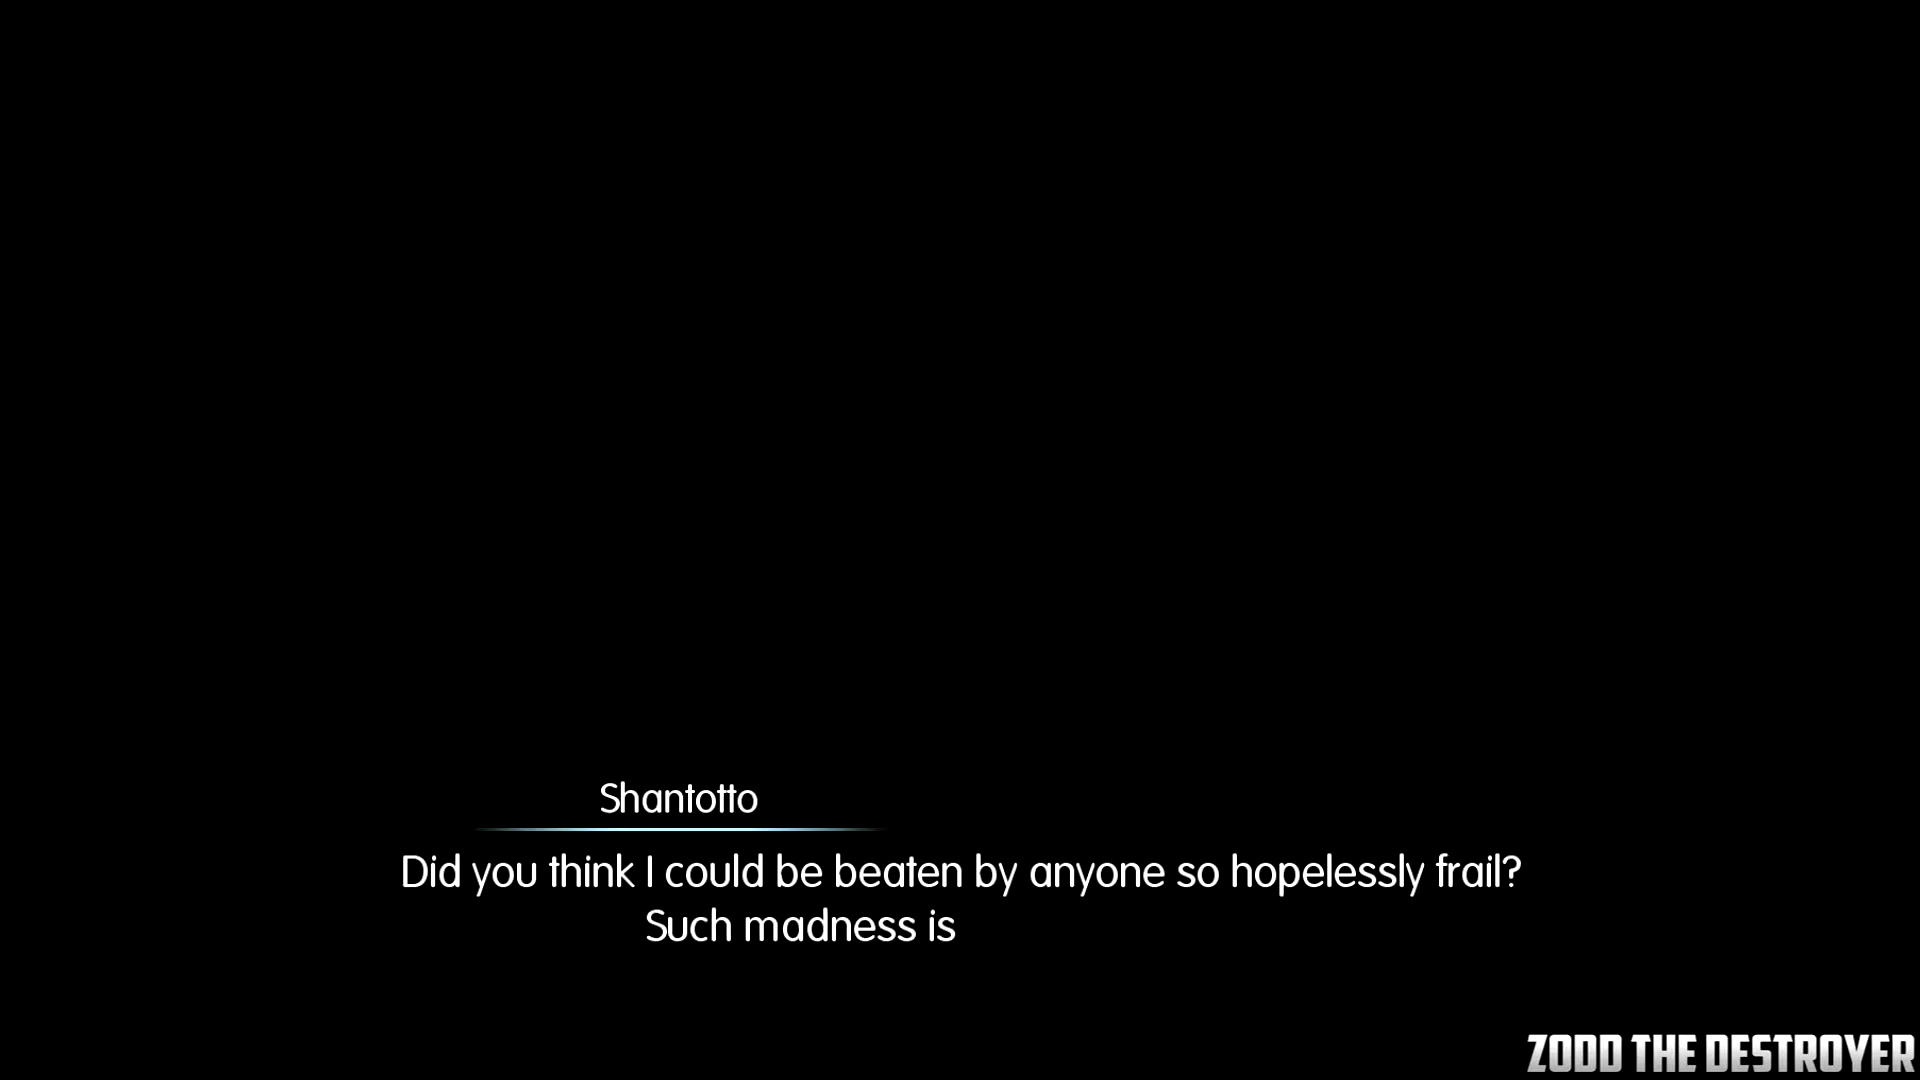 Shantotto
Did you think I could be beaten by anyone so hopelessly frail?
Such madness is
ZODD THE DESTROYER